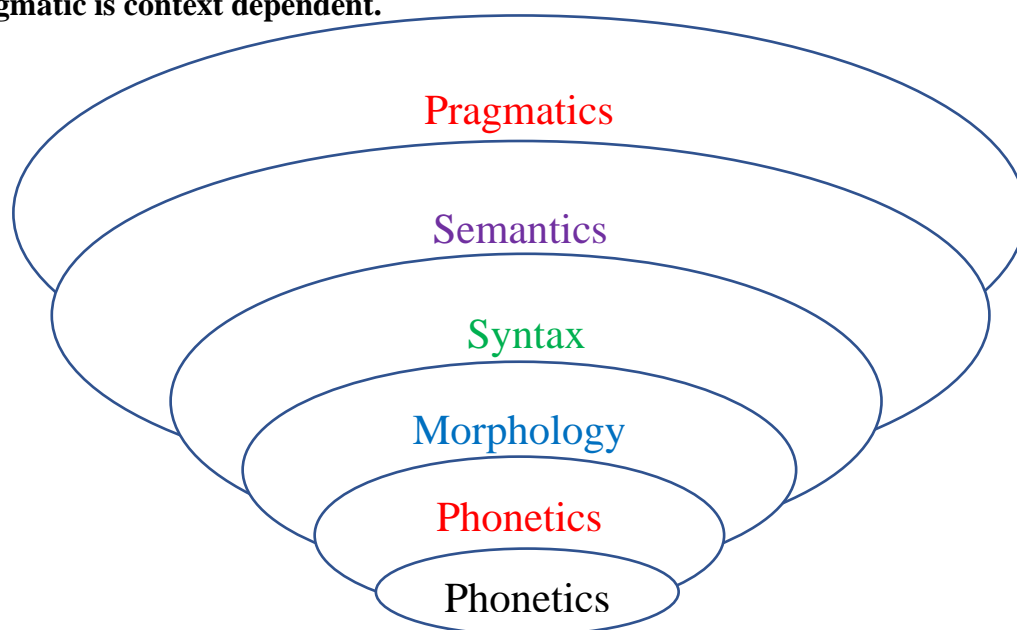 gmatic is context dependent.
Pragmatics
Semantics
Syntax
Morphology
Phonetics
Phonetics